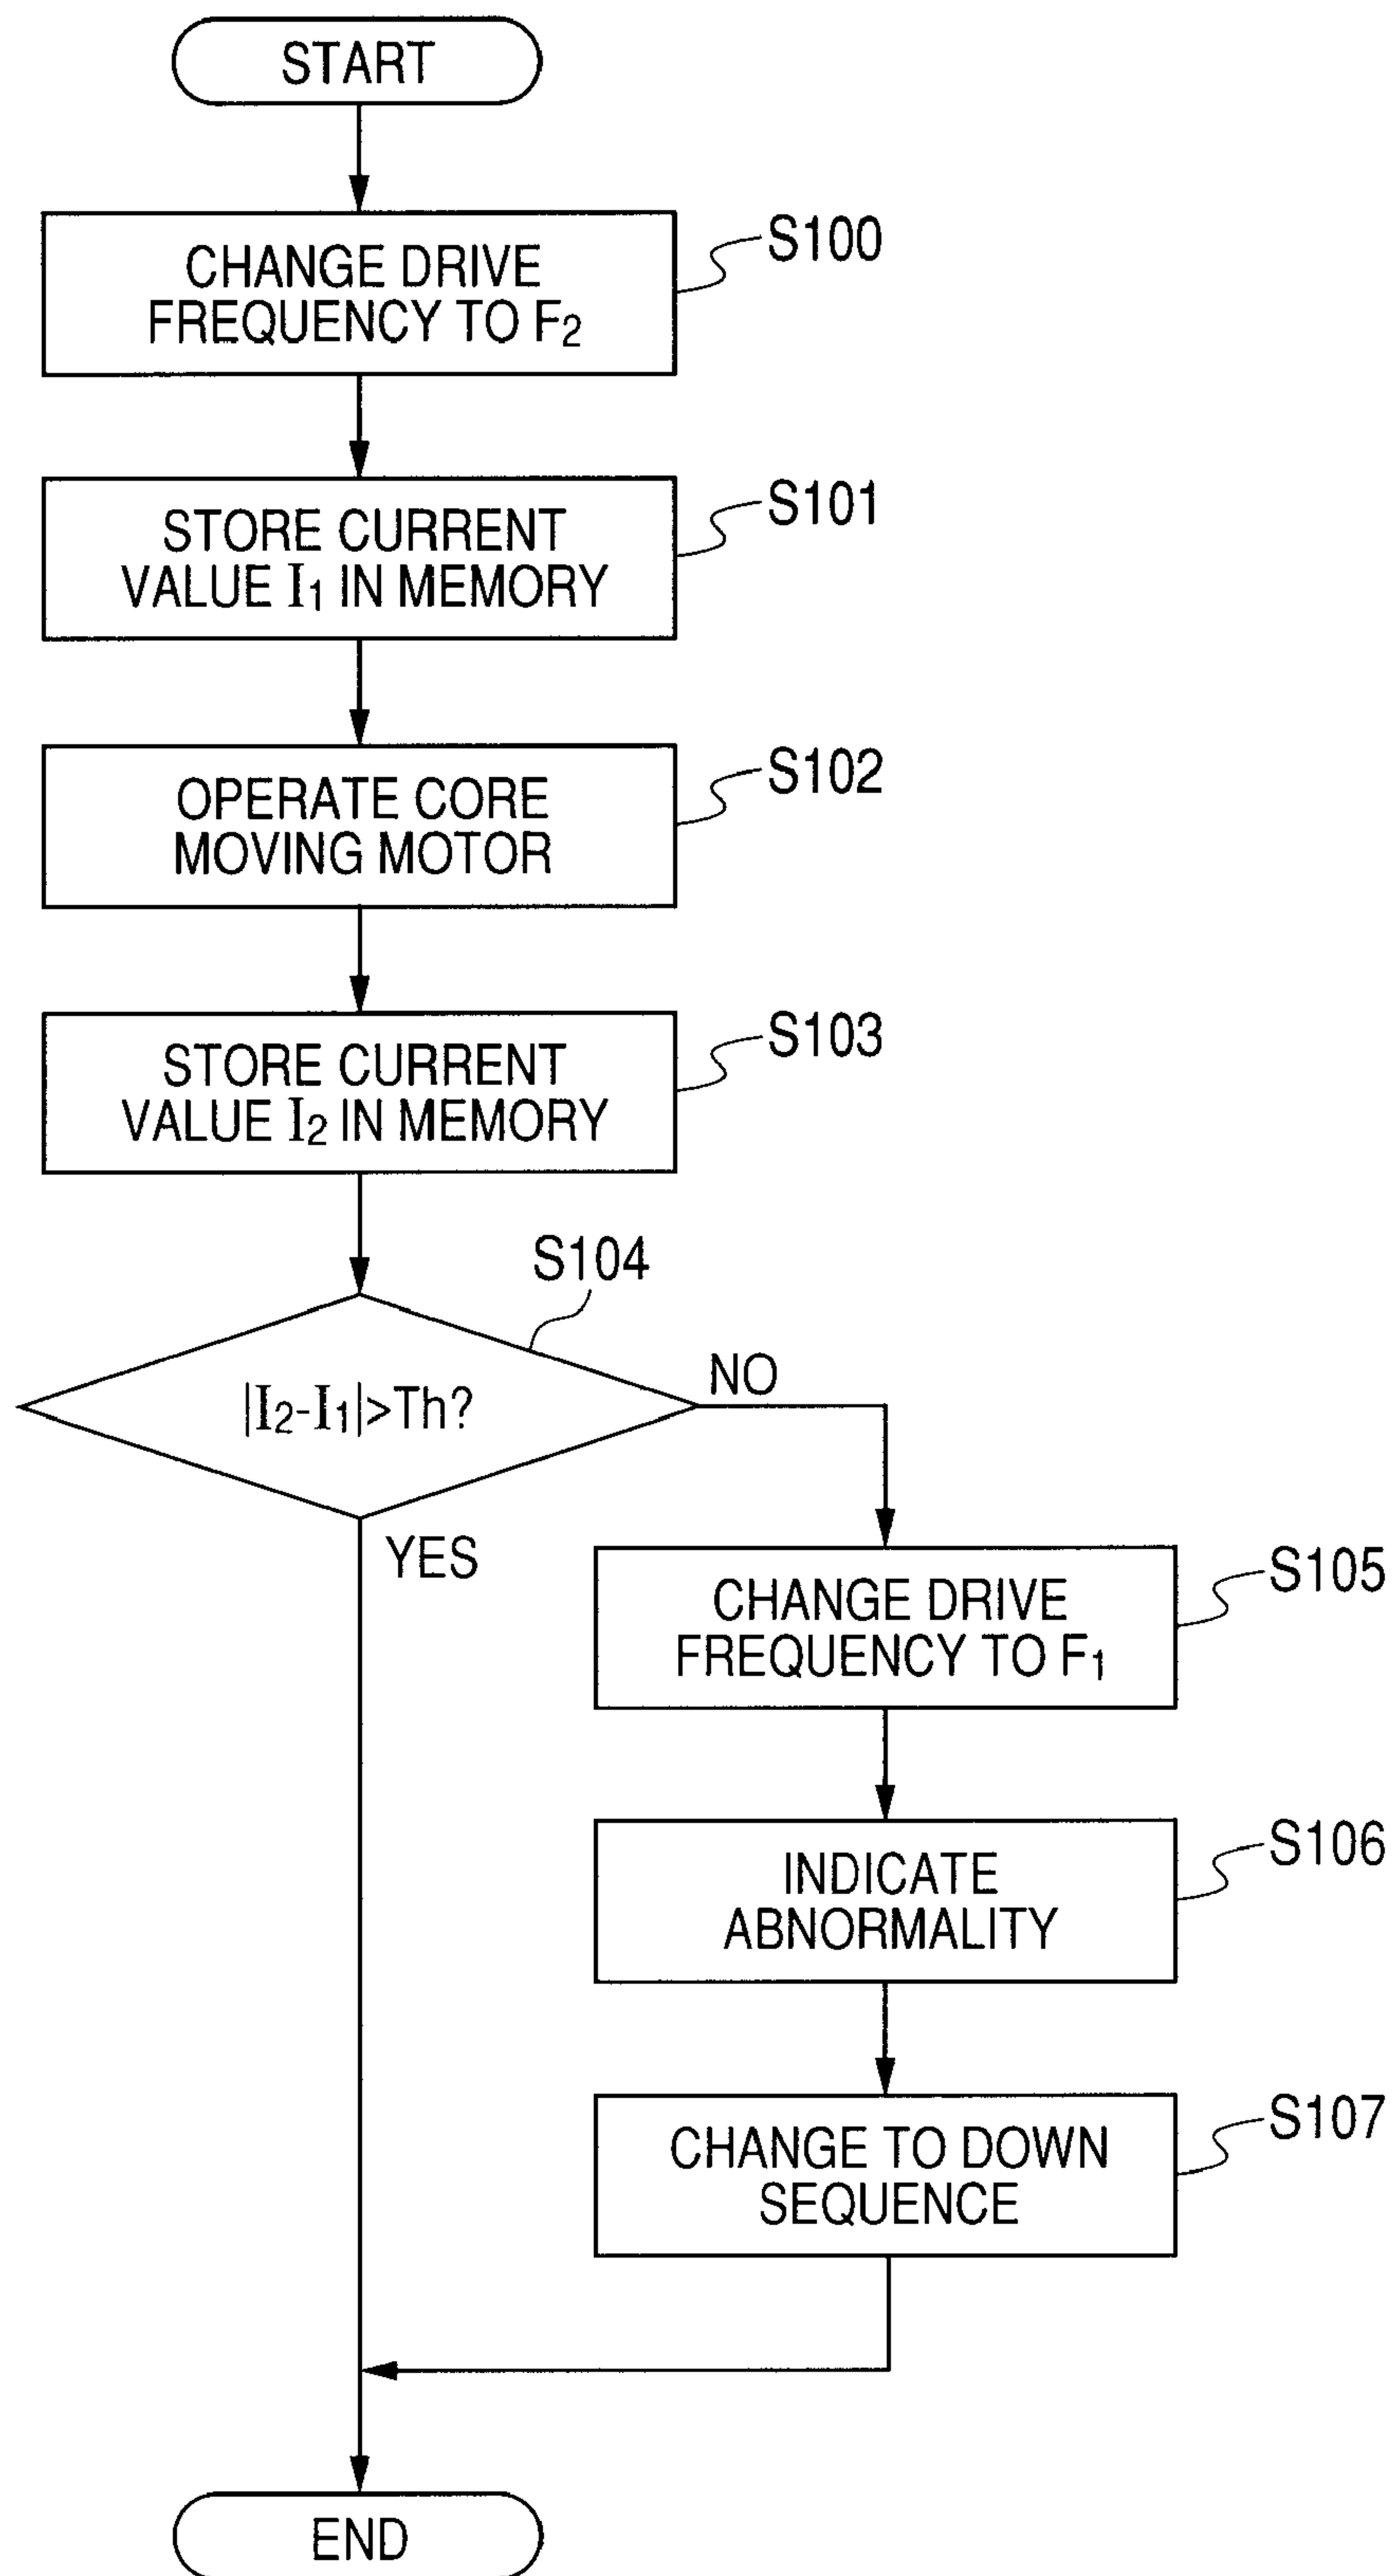 START
CHANGE DRIVE
FREQUENCY TO F₂
S100
STORE CURRENT
VALUE I₁ IN MEMORY
S101
OPERATE CORE
MOVING MOTOR
S102
STORE CURRENT
VALUE I₂ IN MEMORY
S103
S104
|I₂-I₁|>Th?
NO
YES
CHANGE DRIVE
FREQUENCY TO F₁
S105
INDICATE
ABNORMALITY
S106
CHANGE TO DOWN
SEQUENCE
S107
END